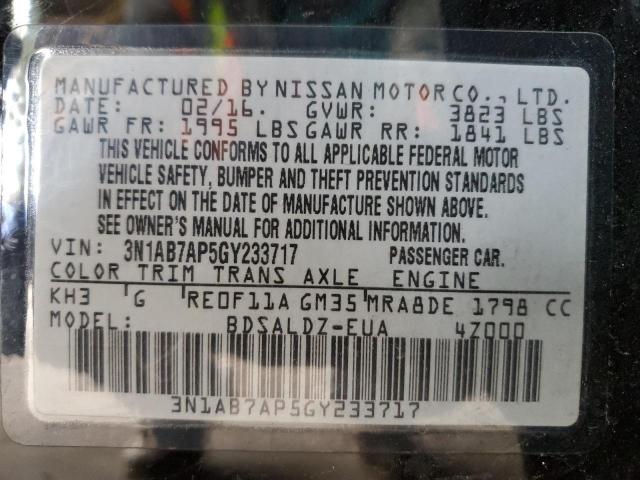 MANUFACTURED BY NISSAN MOTOR CO., LTD.
DATE: 02/16. GVWR: 3823 LBS
GAWR FR: 1995 LBS GAWR RR: 1841 LBS
THIS VEHICLE CONFORMS TO ALL APPLICABLE FEDERAL MOTOR
VEHICLE SAFETY, BUMPER AND THEFT PREVENTION STANDARDS
IN EFFECT ON THE DATE OF MANUFACTURE SHOWN ABOVE.
SEE OWNER'S MANUAL FOR ADDITIONAL INFORMATION.
VIN: 3N1AB7AP5GY233717 PASSENGER CAR.
COLOR TRIM TRANS AXLE ENGINE
KH3 G RE0F11A GM35 MRA8DE 1798 CC
MODEL: BDSALDZ-EUA 4Z000
3N1AB7AP5GY233717